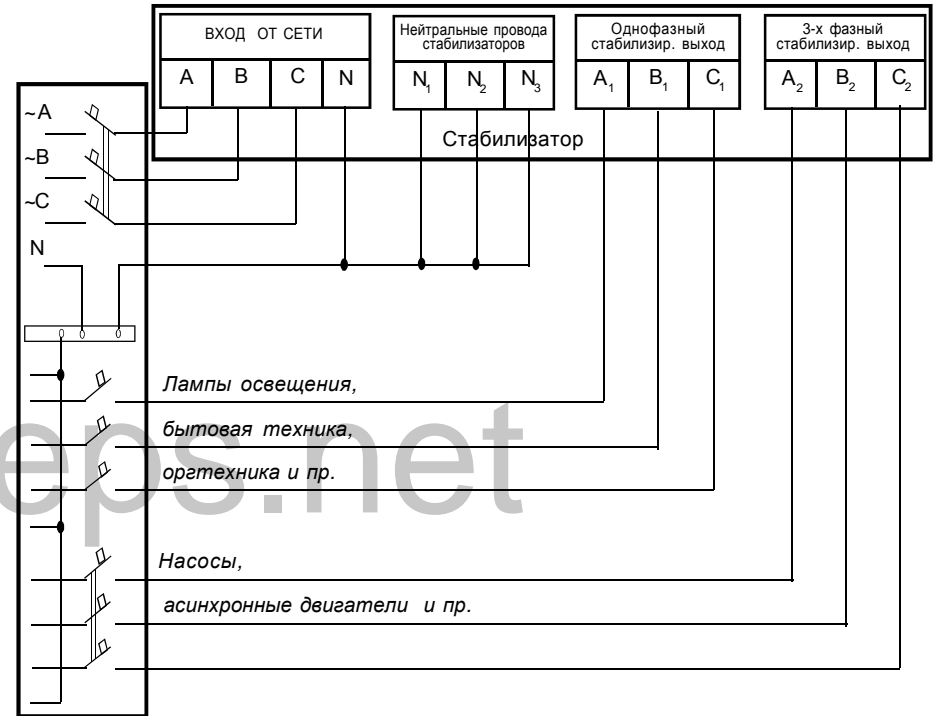 ВХОД ОТ СЕТИ
Нейтральные провода
стабилизаторов
Однофазный
стабилизир. выход
3-х фазный
стабилизир. выход
A B C N
N1 N2 N3
A1 B1 C1
A2 B2 C2
Стабилизатор
~A
~B
~C
N
Лампы освещения,
бытовая техника,
оргтехника и пр.
eps.net
Насосы,
асинхронные двигатели и пр.